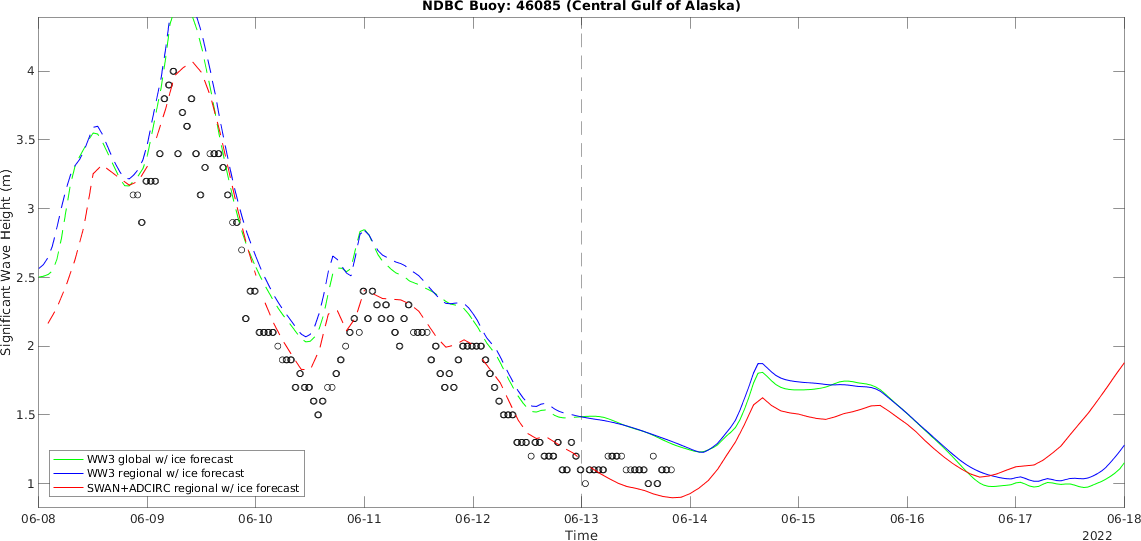 NDBC Buoy: 46085 (Central Gulf of Alaska)
Significant Wave Height (m)
4
3.5
3
2.5
2
1.5
1
WW3 global w/ ice forecast
WW3 regional w/ ice forecast
SWAN+ADCIRC regional w/ ice forecast
06-08 06-09 06-10 06-11 06-12 06-13 06-14 06-15 06-16 06-17 06-18
Time
2022